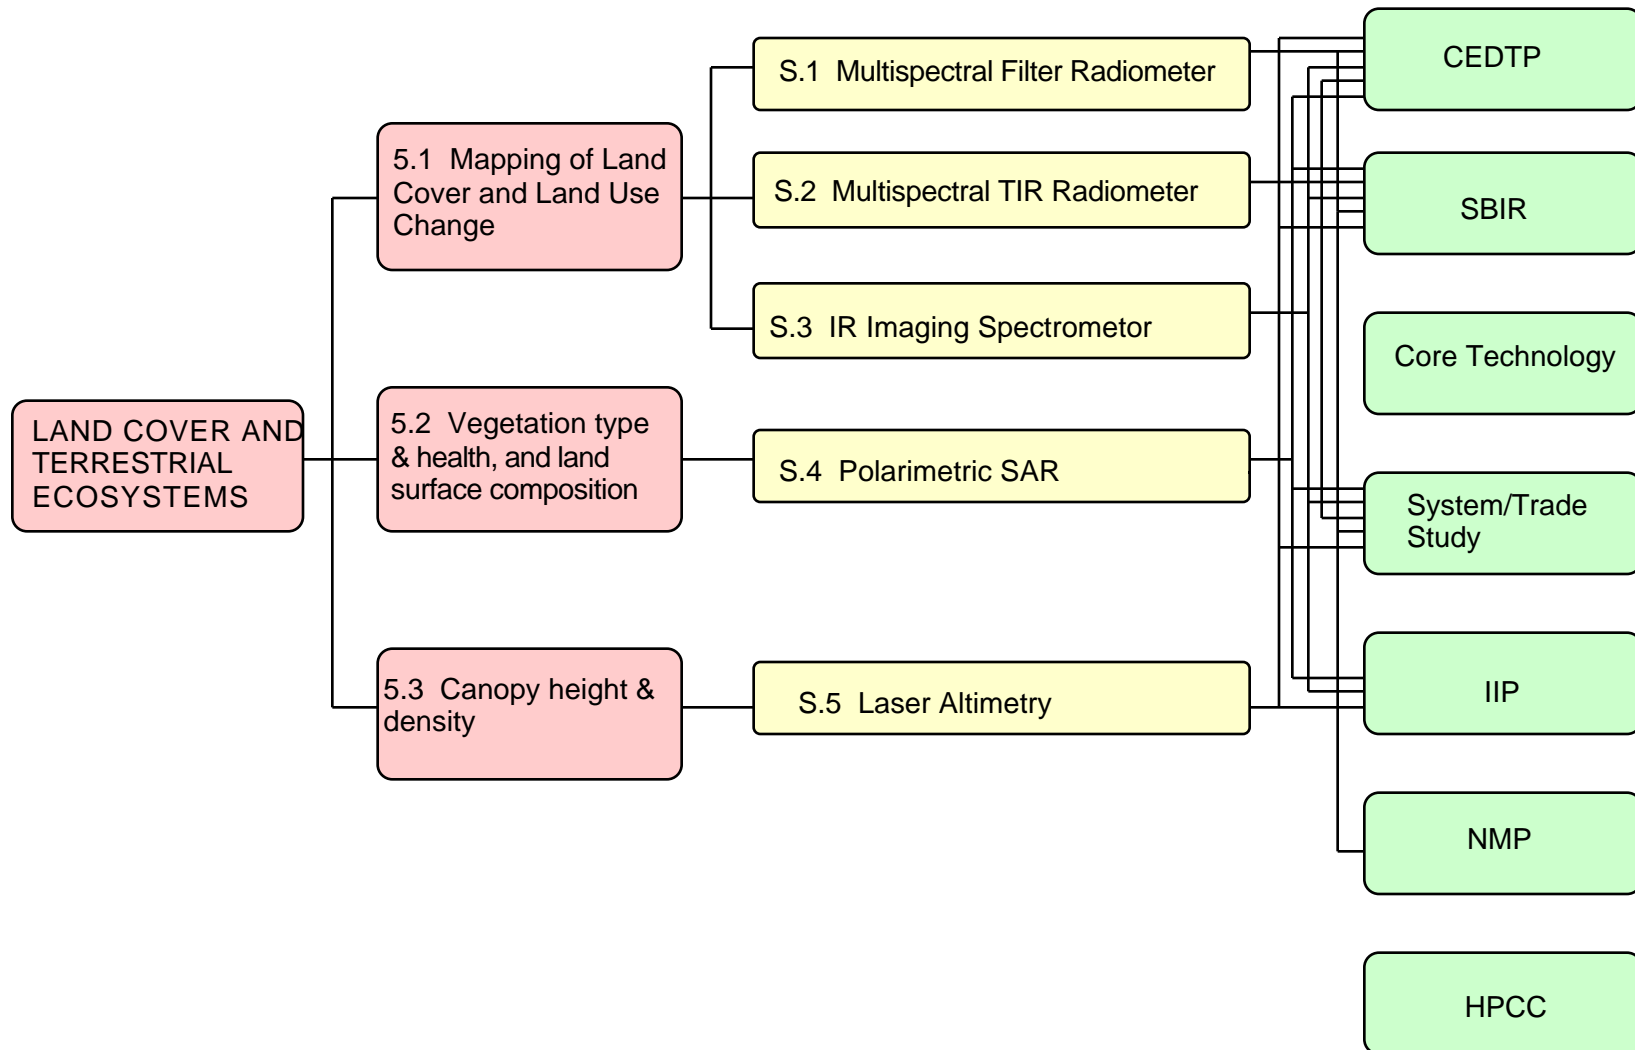 LAND COVER AND
TERRESTRIAL
ECOSYSTEMS
5.1 Mapping of Land
Cover and Land Use
Change
5.2 Vegetation type
& health, and land
surface composition
5.3 Canopy height &
density
S.1 Multispectral Filter Radiometer
S.2 Multispectral TIR Radiometer
S.3 IR Imaging Spectrometor
S.4 Polarimetric SAR
S.5 Laser Altimetry
CEDTP
SBIR
Core Technology
System/Trade
Study
IIP
NMP
HPCC